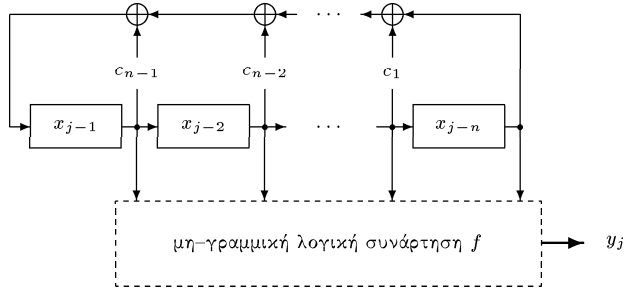 ⊕ ⊕ ··· ⊕
c_{n−1} c_{n−2} c_1
x_{j−1} x_{j−2} ··· x_{j−n}
μη–γραμμική λογική συνάρτηση f y_j